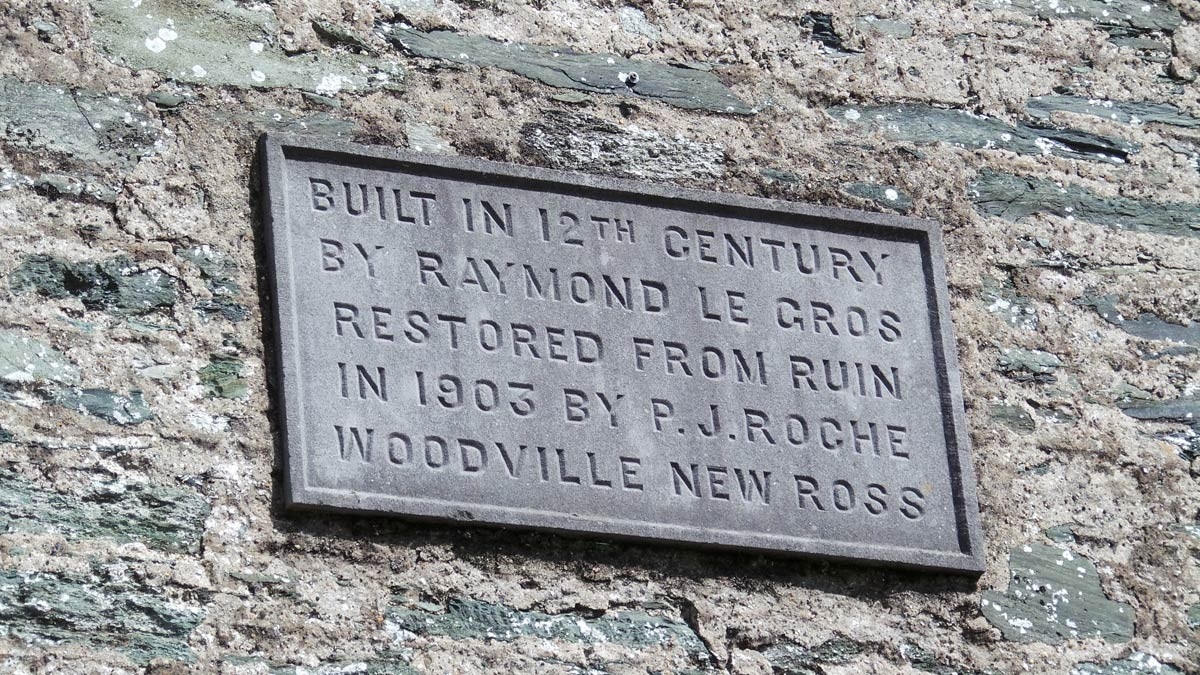 BUILT IN 12TH CENTURY
BY RAYMOND LE GROS
RESTORED FROM RUIN
IN 1903 BY P.J.ROCHE
WOODVILLE NEW ROSS